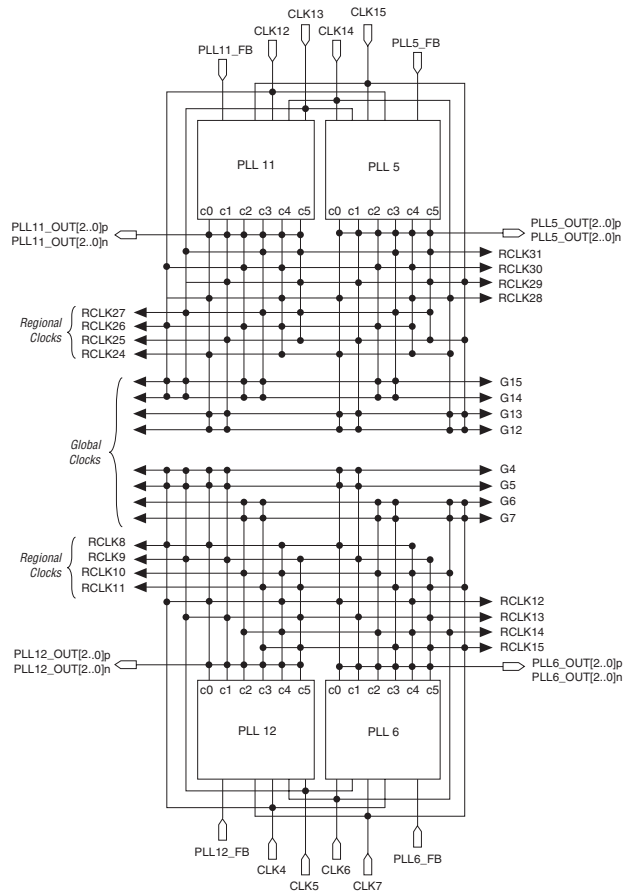 CLK13
CLK15
CLK12
CLK14
PLL11_FB
PLL5_FB
PLL 11
PLL 5
c0 c1 c2 c3 c4 c5
c0 c1 c2 c3 c4 c5
PLL11_OUT[2..0]p
PLL11_OUT[2..0]n
PLL5_OUT[2..0]p
PLL5_OUT[2..0]n
RCLK31
RCLK30
RCLK29
RCLK28
Regional
Clocks
RCLK27
RCLK26
RCLK25
RCLK24
G15
G14
G13
G12
Global
Clocks
G4
G5
G6
G7
Regional
Clocks
RCLK8
RCLK9
RCLK10
RCLK11
RCLK12
RCLK13
RCLK14
RCLK15
PLL12_OUT[2..0]p
PLL12_OUT[2..0]n
PLL6_OUT[2..0]p
PLL6_OUT[2..0]n
c0 c1 c2 c3 c4 c5
c0 c1 c2 c3 c4 c5
PLL 12
PLL 6
PLL12_FB
PLL6_FB
CLK4
CLK6
CLK5
CLK7